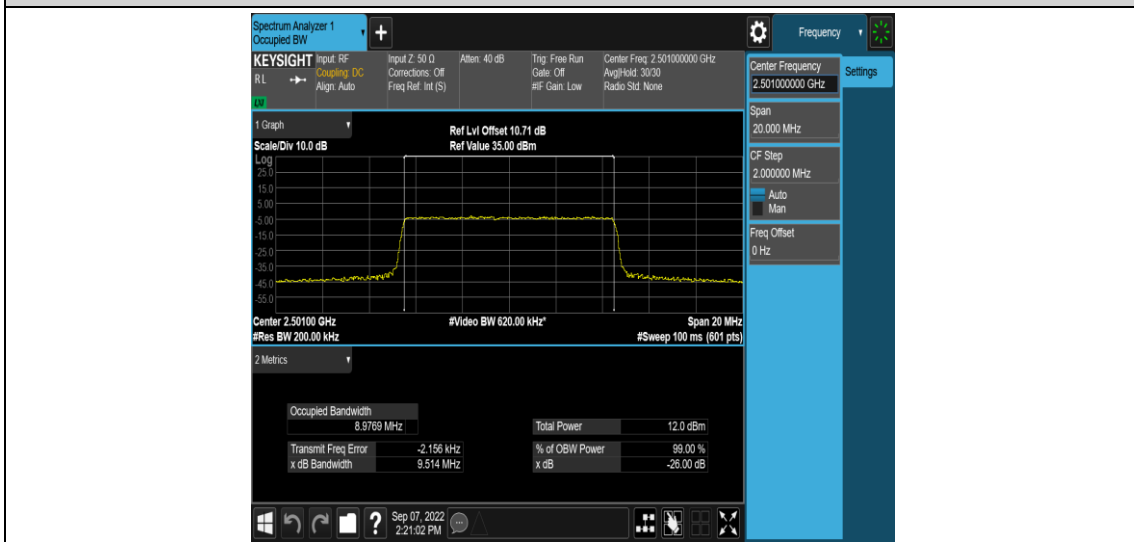 Spectrum Analyzer 1
Occupied BW
+
Frequency
KEYSIGHT
RL
LNI
Input: RF
Coupling: DC
Align: Auto
Input Z: 50 Ω
Corrections: Off
Freq Ref: Int (S)
Atten: 40 dB
Trig: Free Run
Gate: Off
#IF Gain: Low
Center Freq: 2.501000000 GHz
Avg|Hold: 30/30
Radio Std: None
Center Frequency
2.501000000 GHz
Settings
Span
20.000 MHz
CF Step
2.000000 MHz
Auto
Man
Freq Offset
0 Hz
1 Graph
Ref Lvl Offset 10.71 dB
Scale/Div 10.0 dB
Ref Value 35.00 dBm
Log
25.0
15.0
5.00
-5.00
-15.0
-25.0
-35.0
-45.0
-55.0
Center 2.50100 GHz
#Video BW 620.00 kHz*
Span 20 MHz
#Res BW 200.00 kHz
#Sweep 100 ms (601 pts)
2 Metrics
Occupied Bandwidth
8.9769 MHz
Total Power 12.0 dBm
Transmit Freq Error -2.156 kHz
% of OBW Power 99.00 %
x dB Bandwidth 9.514 MHz
x dB -26.00 dB
?
Sep 07, 2022
2:21:02 PM